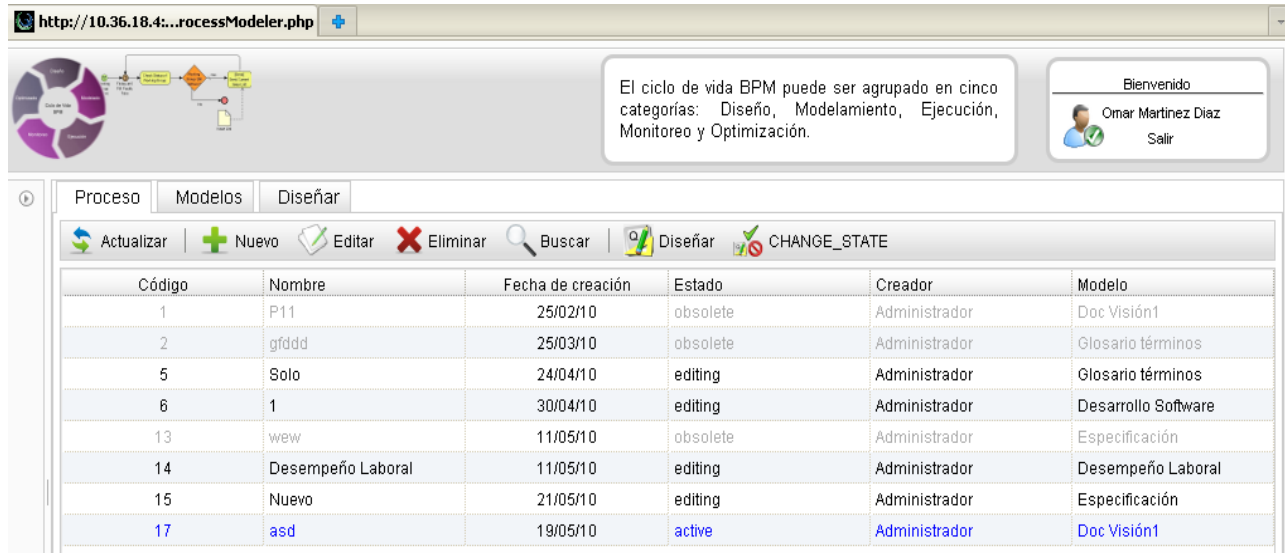 http://10.36.18.4:...rocessModeler.php
Ciclo de Vida BPM
El ciclo de vida BPM puede ser agrupado en cinco
categorías: Diseño, Modelamiento, Ejecución,
Monitoreo y Optimización.
Bienvenido
Omar Martinez Diaz
Salir
Proceso Modelos Diseñar
Actualizar Nuevo Editar Eliminar Buscar Diseñar CHANGE_STATE
Código Nombre Fecha de creación Estado Creador Modelo
1 P11 25/02/10 obsolete Administrador Doc Visión1
2 gfddd 25/03/10 obsolete Administrador Glosario términos
5 Solo 24/04/10 editing Administrador Glosario términos
6 1 30/04/10 editing Administrador Desarrollo Software
13 wew 11/05/10 obsolete Administrador Especificación
14 Desempeño Laboral 11/05/10 editing Administrador Desempeño Laboral
15 Nuevo 21/05/10 editing Administrador Especificación
17 asd 19/05/10 active Administrador Doc Visión1